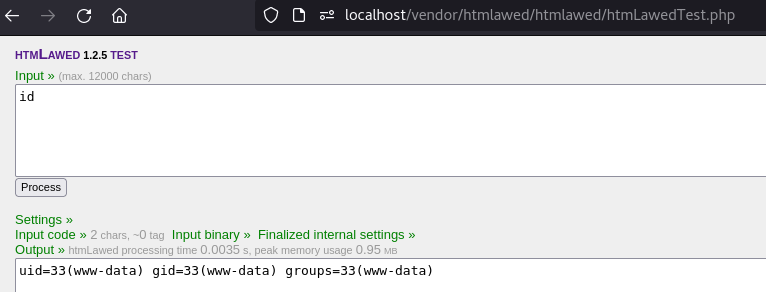 localhost/vendor/htmlawed/htmlawed/htmLawedTest.php
HTMLAWED 1.2.5 TEST
Input » (max. 12000 chars)
id
Process
Settings »
Input code » 2 chars, ~0 tag Input binary » Finalized internal settings »
Output » htmLawed processing time 0.0035 s, peak memory usage 0.95 MB
uid=33(www-data) gid=33(www-data) groups=33(www-data)